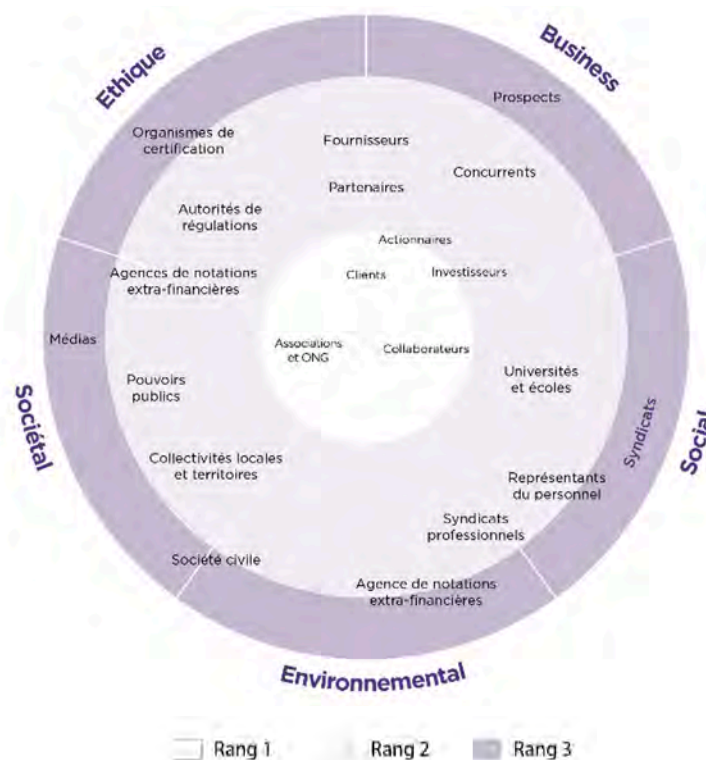 Ethique
Business
Prospects
Organismes de
certification
Fournisseurs
Concurrents
Partenaires
Autorités de
régulations
Actionnaires
Agences de notations
extra-financières
Clients
Investisseurs
Médias
Associations
et ONG
Collaborateurs
Universités
et écoles
Pouvoirs
publics
Sociétal
Social
Syndicats
Collectivités locales
et territoires
Représentants
du personnel
Syndicats
professionnels
Société civile
Agence de notations
extra-financières
Environnemental
Rang 1
Rang 2
Rang 3